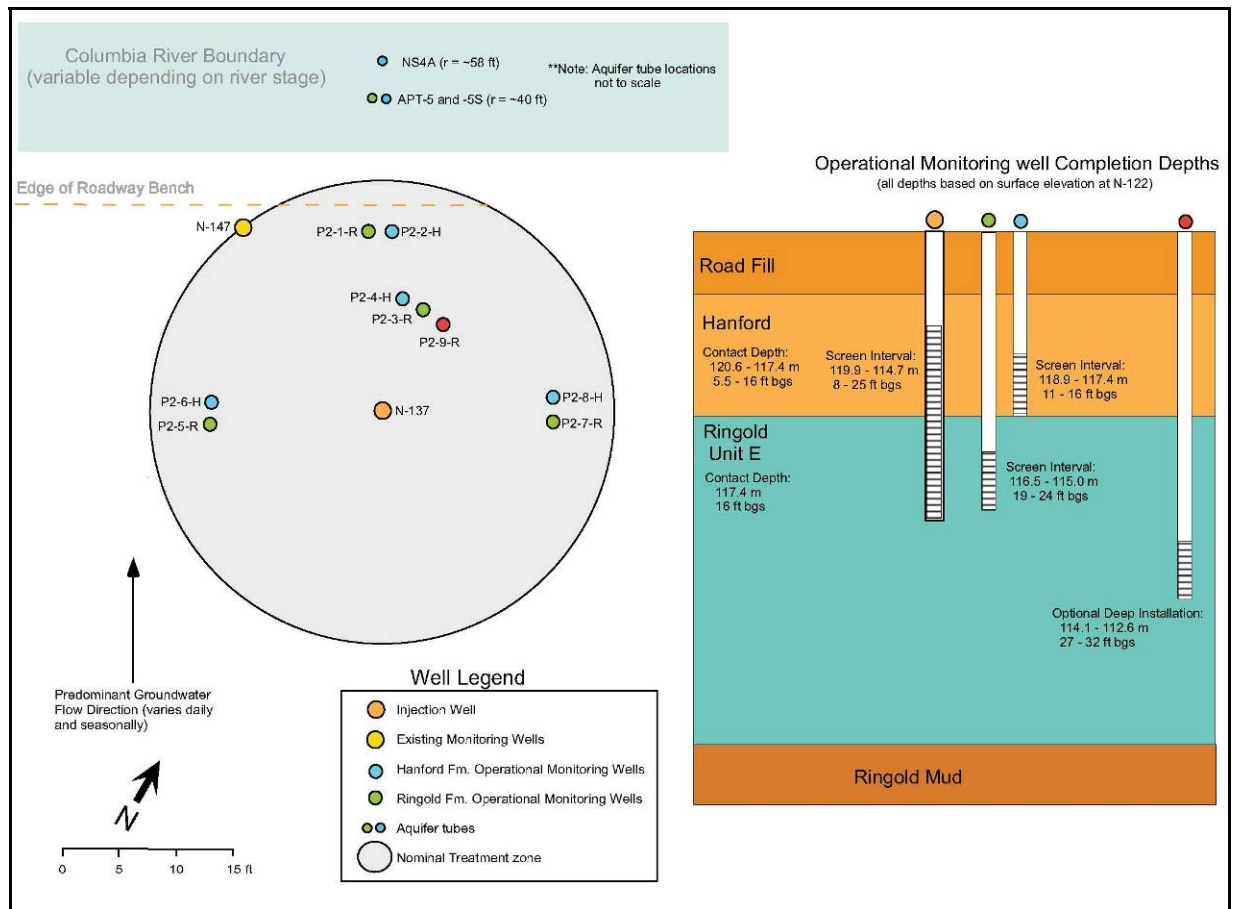 Columbia River Boundary
(variable depending on river stage)
NS4A (r = ~58 ft)
**Note: Aquifer tube locations
not to scale
APT-5 and -5S (r = ~40 ft)
Edge of Roadway Bench
N-147
P2-1-R
P2-2-H
P2-4-H
P2-3-R
P2-9-R
P2-6-H
P2-5-R
N-137
P2-8-H
P2-7-R
Predominant Groundwater
Flow Direction (varies daily
and seasonally)
N
0 5 10 15 ft
Well Legend
Injection Well
Existing Monitoring Wells
Hanford Fm. Operational Monitoring Wells
Ringold Fm. Operational Monitoring Wells
Aquifer tubes
Nominal Treatment zone
Operational Monitoring well Completion Depths
(all depths based on surface elevation at N-122)
Road Fill
Hanford
Contact Depth:
120.6 - 117.4 m
5.5 - 16 ft bgs
Screen Interval:
119.9 - 114.7 m
8 - 25 ft bgs
Screen Interval:
118.9 - 117.4 m
11 - 16 ft bgs
Ringold
Unit E
Contact Depth:
117.4 m
16 ft bgs
Screen Interval:
116.5 - 115.0 m
19 - 24 ft bgs
Optional Deep Installation:
114.1 - 112.6 m
27 - 32 ft bgs
Ringold Mud